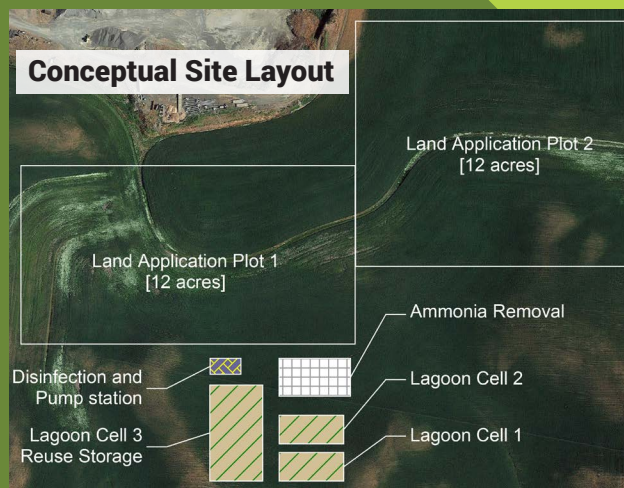 Conceptual Site Layout
Land Application Plot 2
[12 acres]
Land Application Plot 1
[12 acres]
Ammonia Removal
Disinfection and
Pump station
Lagoon Cell 2
Lagoon Cell 3
Reuse Storage
Lagoon Cell 1